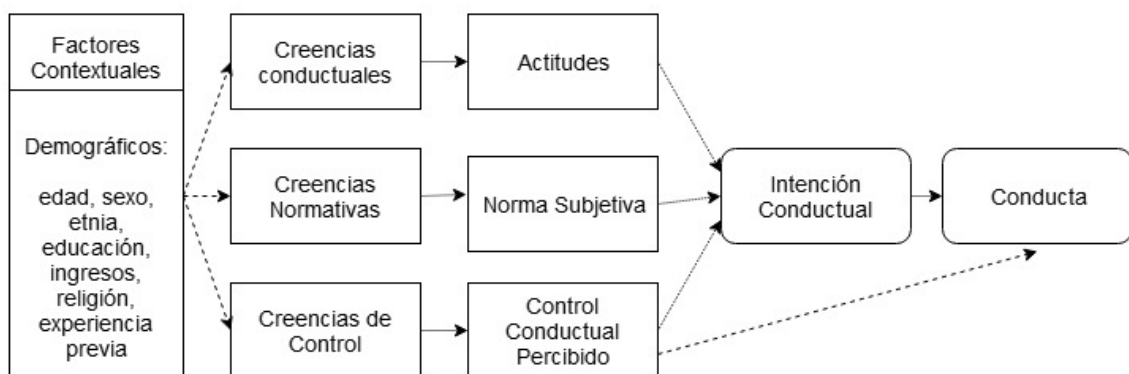 Factores
Contextuales
Demográficos:
edad, sexo,
etnia,
educación,
ingresos,
religión,
experiencia
previa
Creencias
conductuales
Actitudes
Creencias
Normativas
Norma Subjetiva
Creencias de
Control
Control
Conductual
Percibido
Intención
Conductual
Conducta